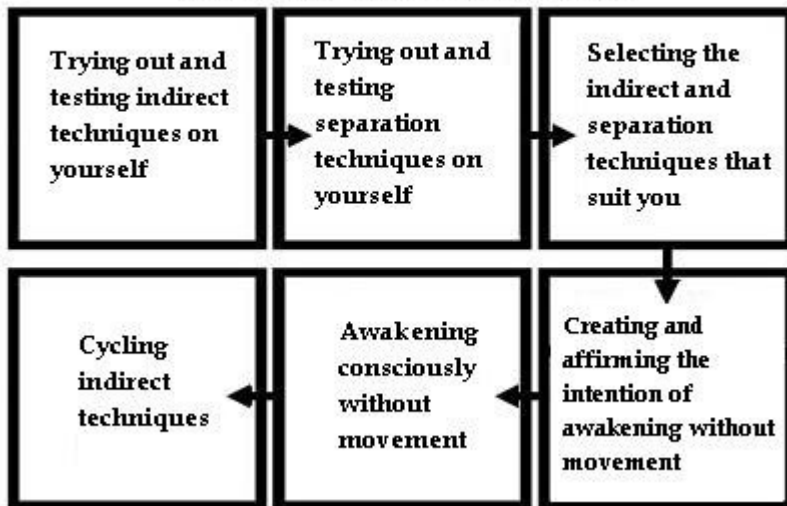 Trying out and
testing indirect
techniques on
yourself
Trying out and
testing
separation
techniques on
yourself
Selecting the
indirect and
separation
techniques that
suit you
Creating and
affirming the
intention of
awakening without
movement
Awakening
consciously
without
movement
Cycling
indirect
techniques